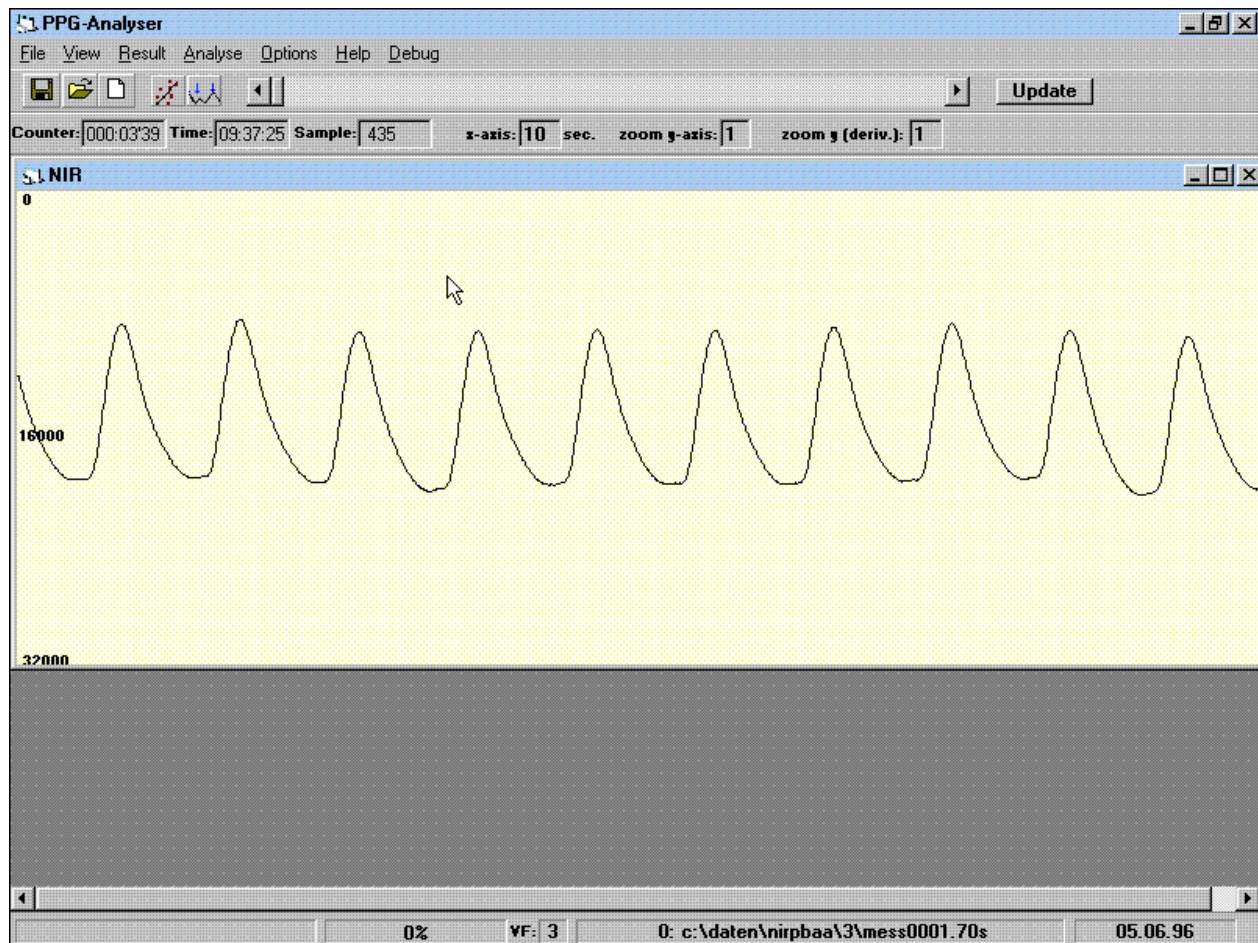 PPG-Analyser
File View Result Analyse Options Help Debug
Update
Counter: 000:03'39 Time: 09:37:25 Sample: 435 x-axis: 10 sec. zoom y-axis: 1 zoom y (deriv.): 1
NIR
0
16000
32000
0% VF: 3 0: c:\daten\nirpbaa\3\mess0001.70s 05.06.96